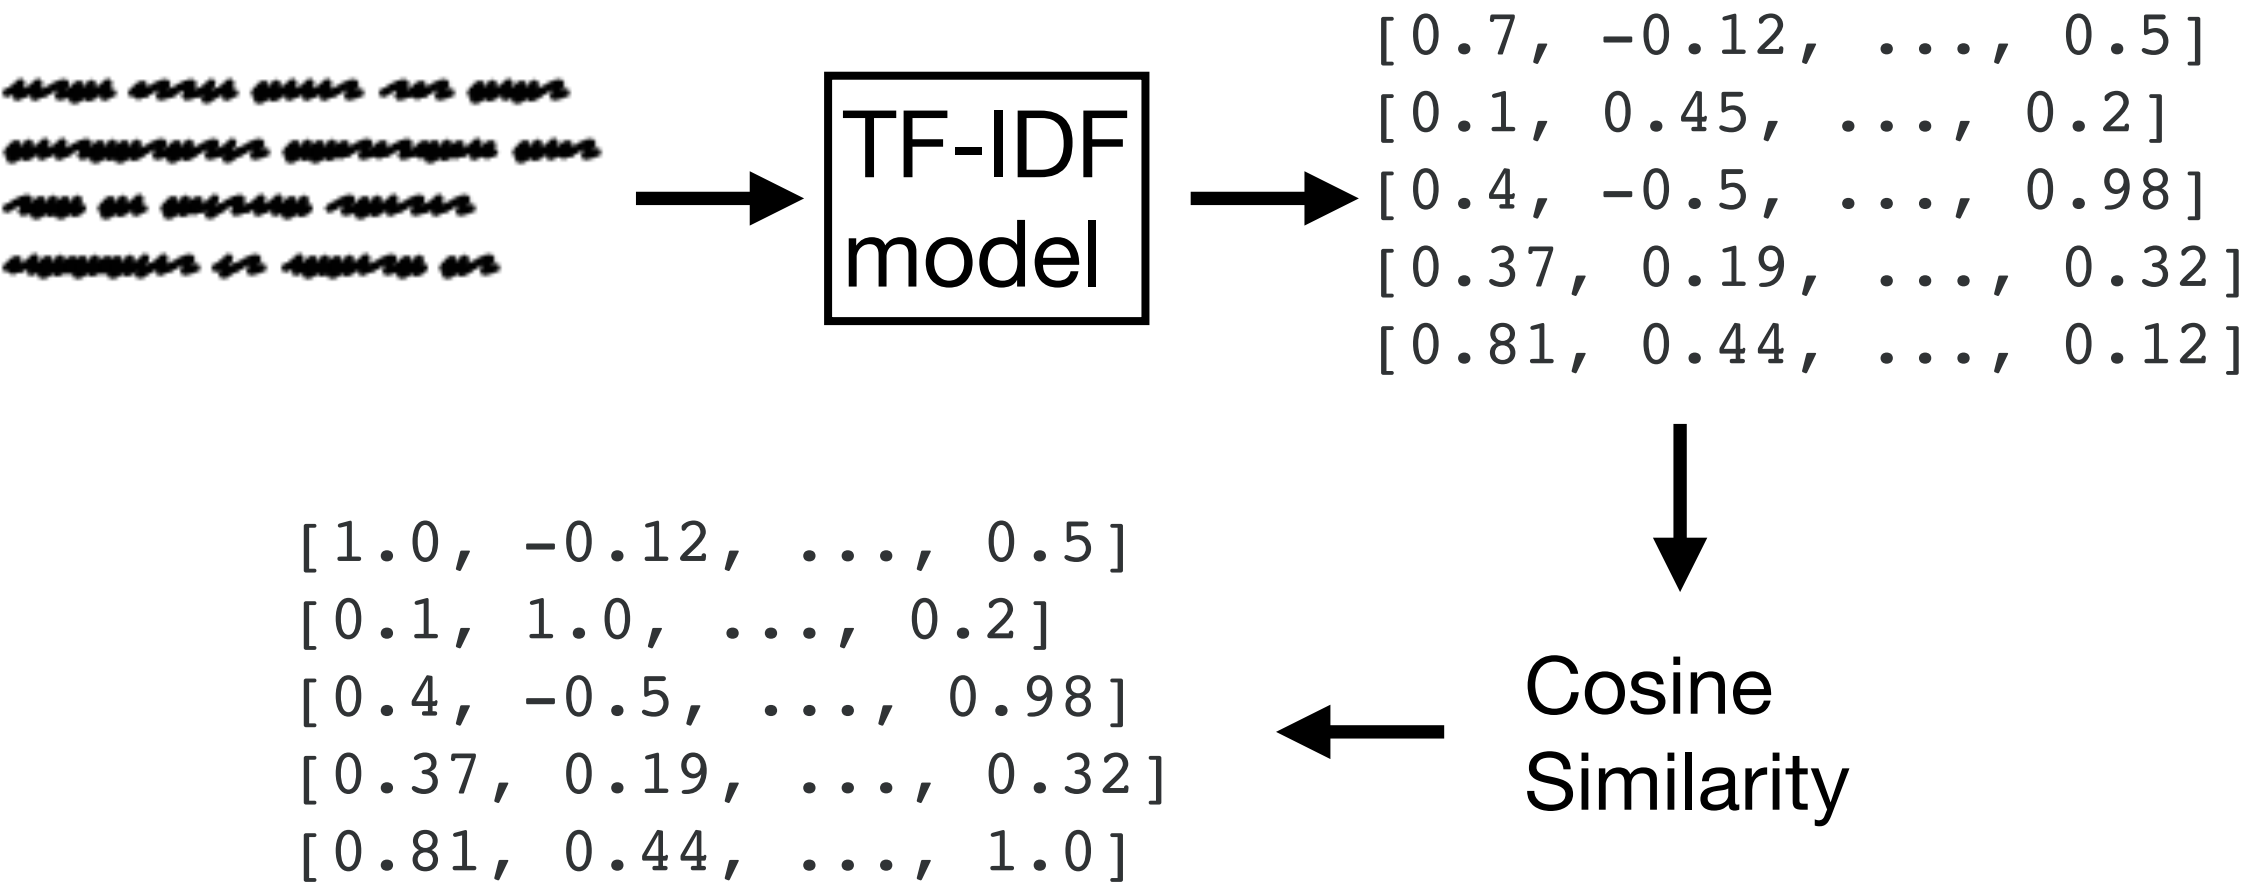 TF-IDF
model
[0.7, -0.12, ..., 0.5]
[0.1, 0.45, ..., 0.2]
[0.4, -0.5, ..., 0.98]
[0.37, 0.19, ..., 0.32]
[0.81, 0.44, ..., 0.12]
Cosine
Similarity
[1.0, -0.12, ..., 0.5]
[0.1, 1.0, ..., 0.2]
[0.4, -0.5, ..., 0.98]
[0.37, 0.19, ..., 0.32]
[0.81, 0.44, ..., 1.0]